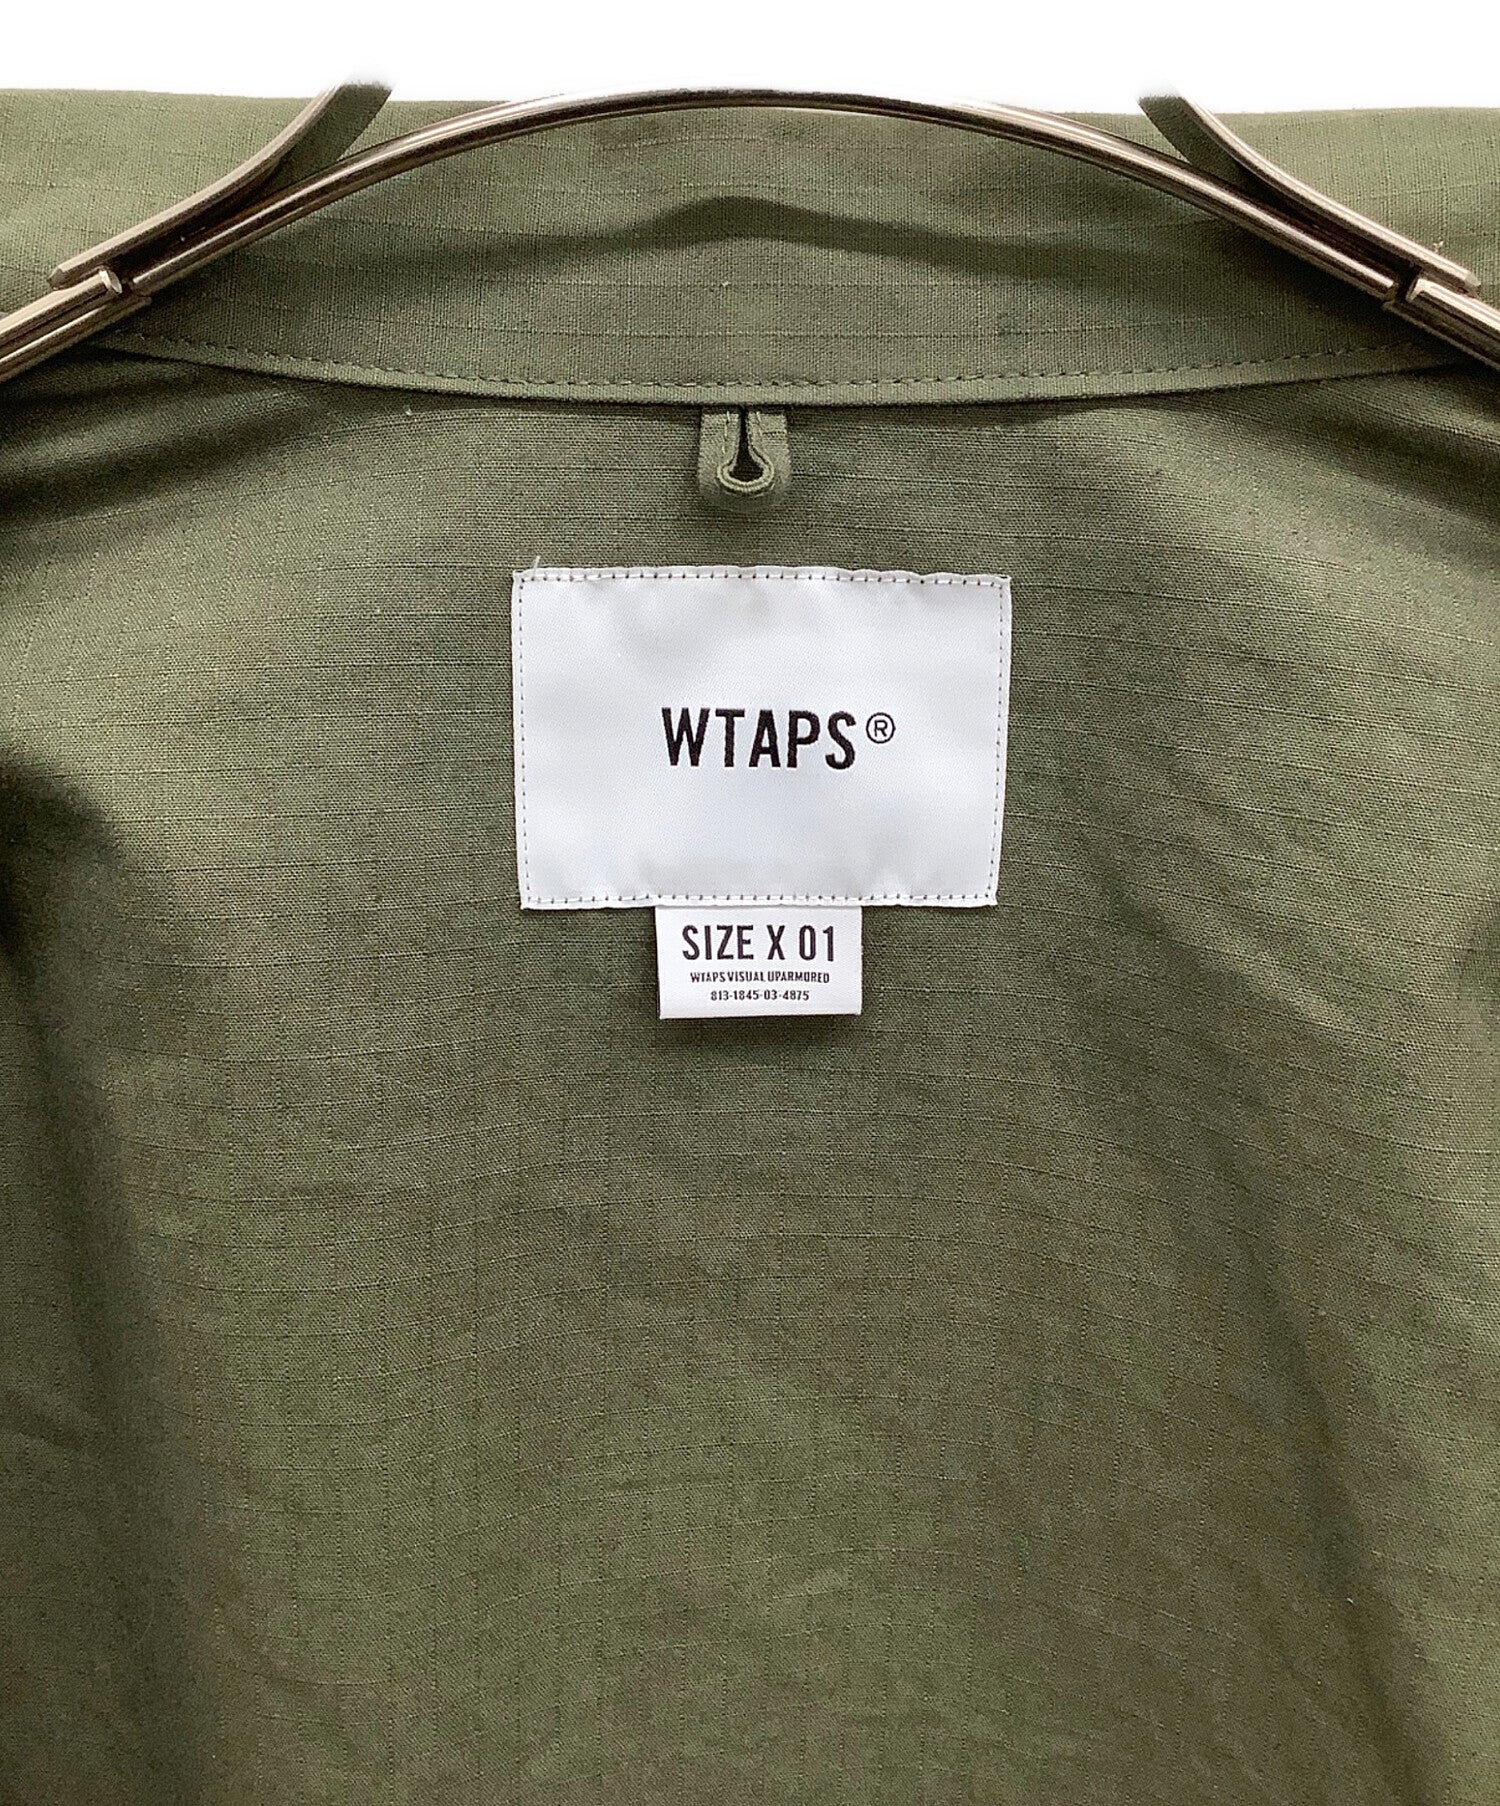 WTAPS®
SIZE X 01
WTAPS VISUAL UPARMORED
813-1845-03-4875